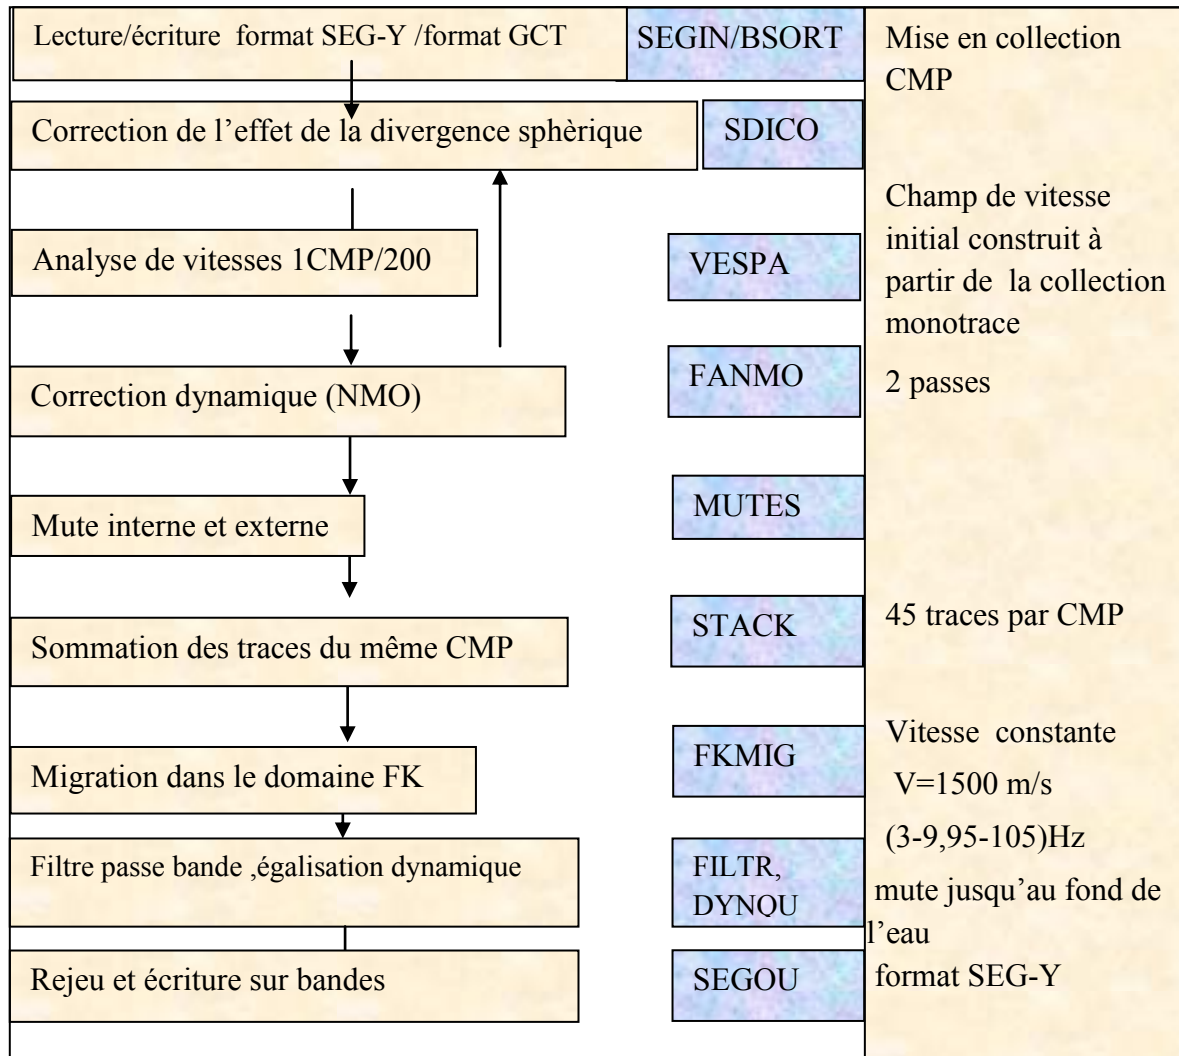 Lecture/écriture format SEG-Y /format GCT
SEGIN/BSORT
Mise en collection
CMP
Correction de l'effet de la divergence sphèrique
SDICO
Analyse de vitesses 1CMP/200
VESPA
Champ de vitesse
initial construit à
partir de la collection
monotrace
Correction dynamique (NMO)
FANMO
2 passes
Mute interne et externe
MUTES
Sommation des traces du même CMP
STACK
45 traces par CMP
Migration dans le domaine FK
FKMIG
Vitesse constante
V=1500 m/s
Filtre passe bande ,égalisation dynamique
FILTR,
DYNQU
(3-9,95-105)Hz
mute jusqu'au fond de
l'eau
Rejeu et écriture sur bandes
SEGOU
format SEG-Y